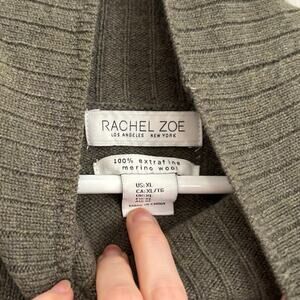 RACHEL ZOE
LOS ANGELES NEW YORK
100% extrafine
merino wool
US:XL
CA:XL/TG